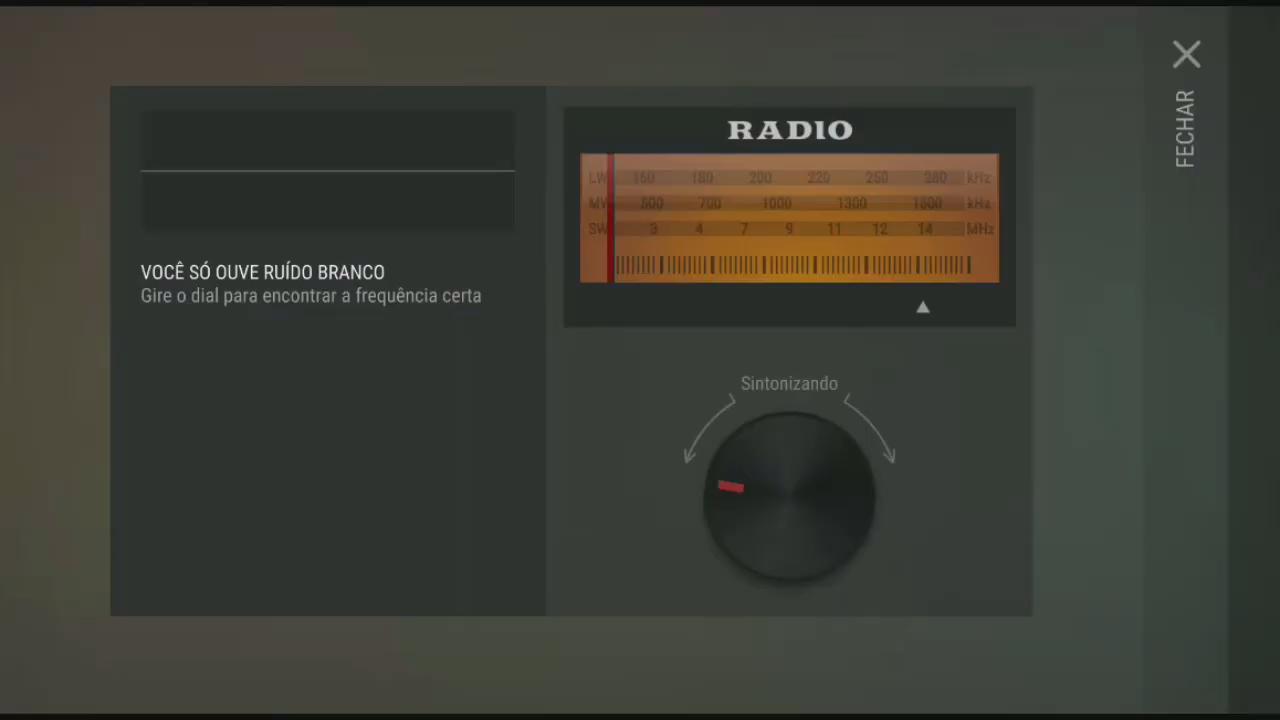 FECHAR
RADIO
LW 160 180 200 220 250 280 kHz
MW 600 700 1000 1300 1600 kHz
SW 3 4 7 9 11 12 14 MHz
VOCÊ SÓ OUVE RUÍDO BRANCO
Gire o dial para encontrar a frequência certa
Sintonizando